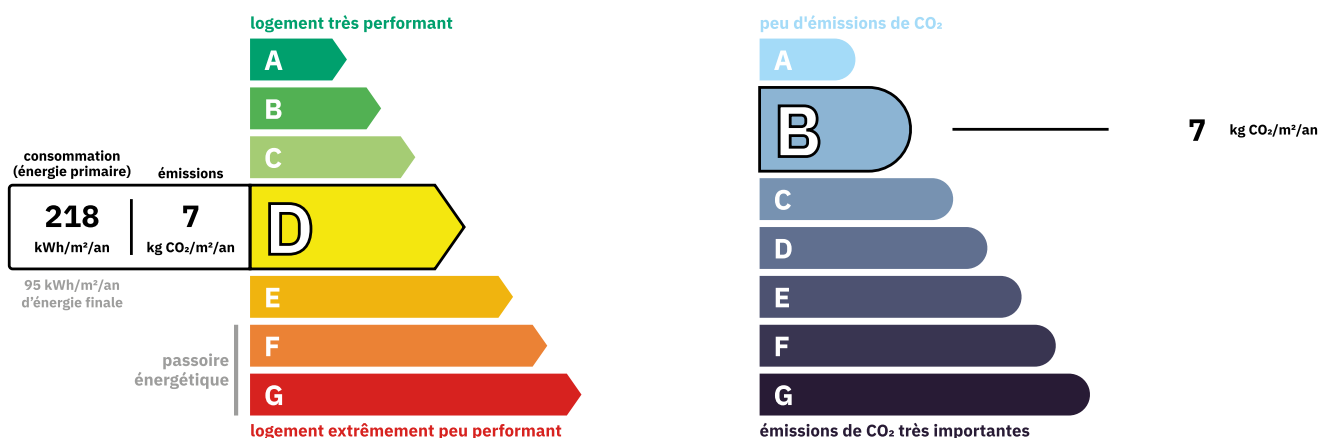 logement très performant
A
B
C
consommation
(énergie primaire)
émissions
218
kWh/m²/an
7
kg CO₂/m²/an
D
95 kWh/m²/an
d'énergie finale
E
passoire
énergétique
F
G
logement extrêmement peu performant
peu d'émissions de CO₂
A
B
7 kg CO₂/m²/an
C
D
E
F
G
émissions de CO₂ très importantes